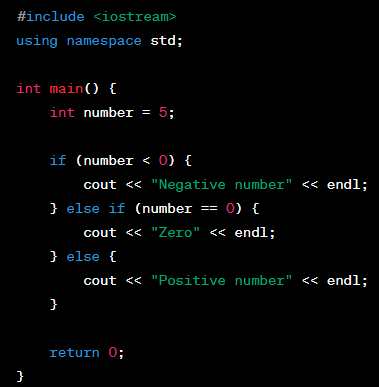 #include <iostream>
using namespace std;

int main() {
    int number = 5;

    if (number < 0) {
        cout << "Negative number" << endl;
    } else if (number == 0) {
        cout << "Zero" << endl;
    } else {
        cout << "Positive number" << endl;
    }

    return 0;
}